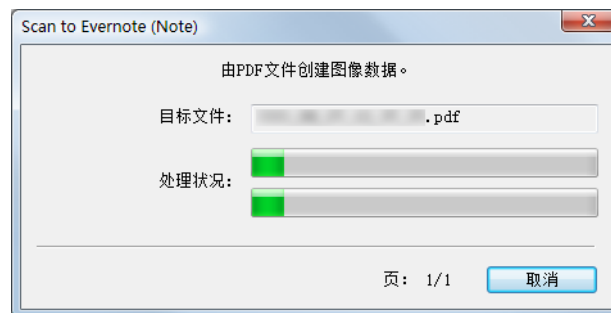 Scan to Evernote (Note)
由PDF文件创建图像数据。
目标文件： .pdf
处理状况：
页： 1/1 取消